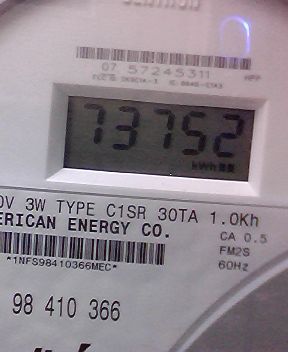 07 57245311
73752
kWh
0V 3W TYPE C1SR 30TA 1.0Kh
ERICAN ENERGY CO.
CA 0.5
FM2S
*1NFS98410366MEC*
60Hz
98 410 366